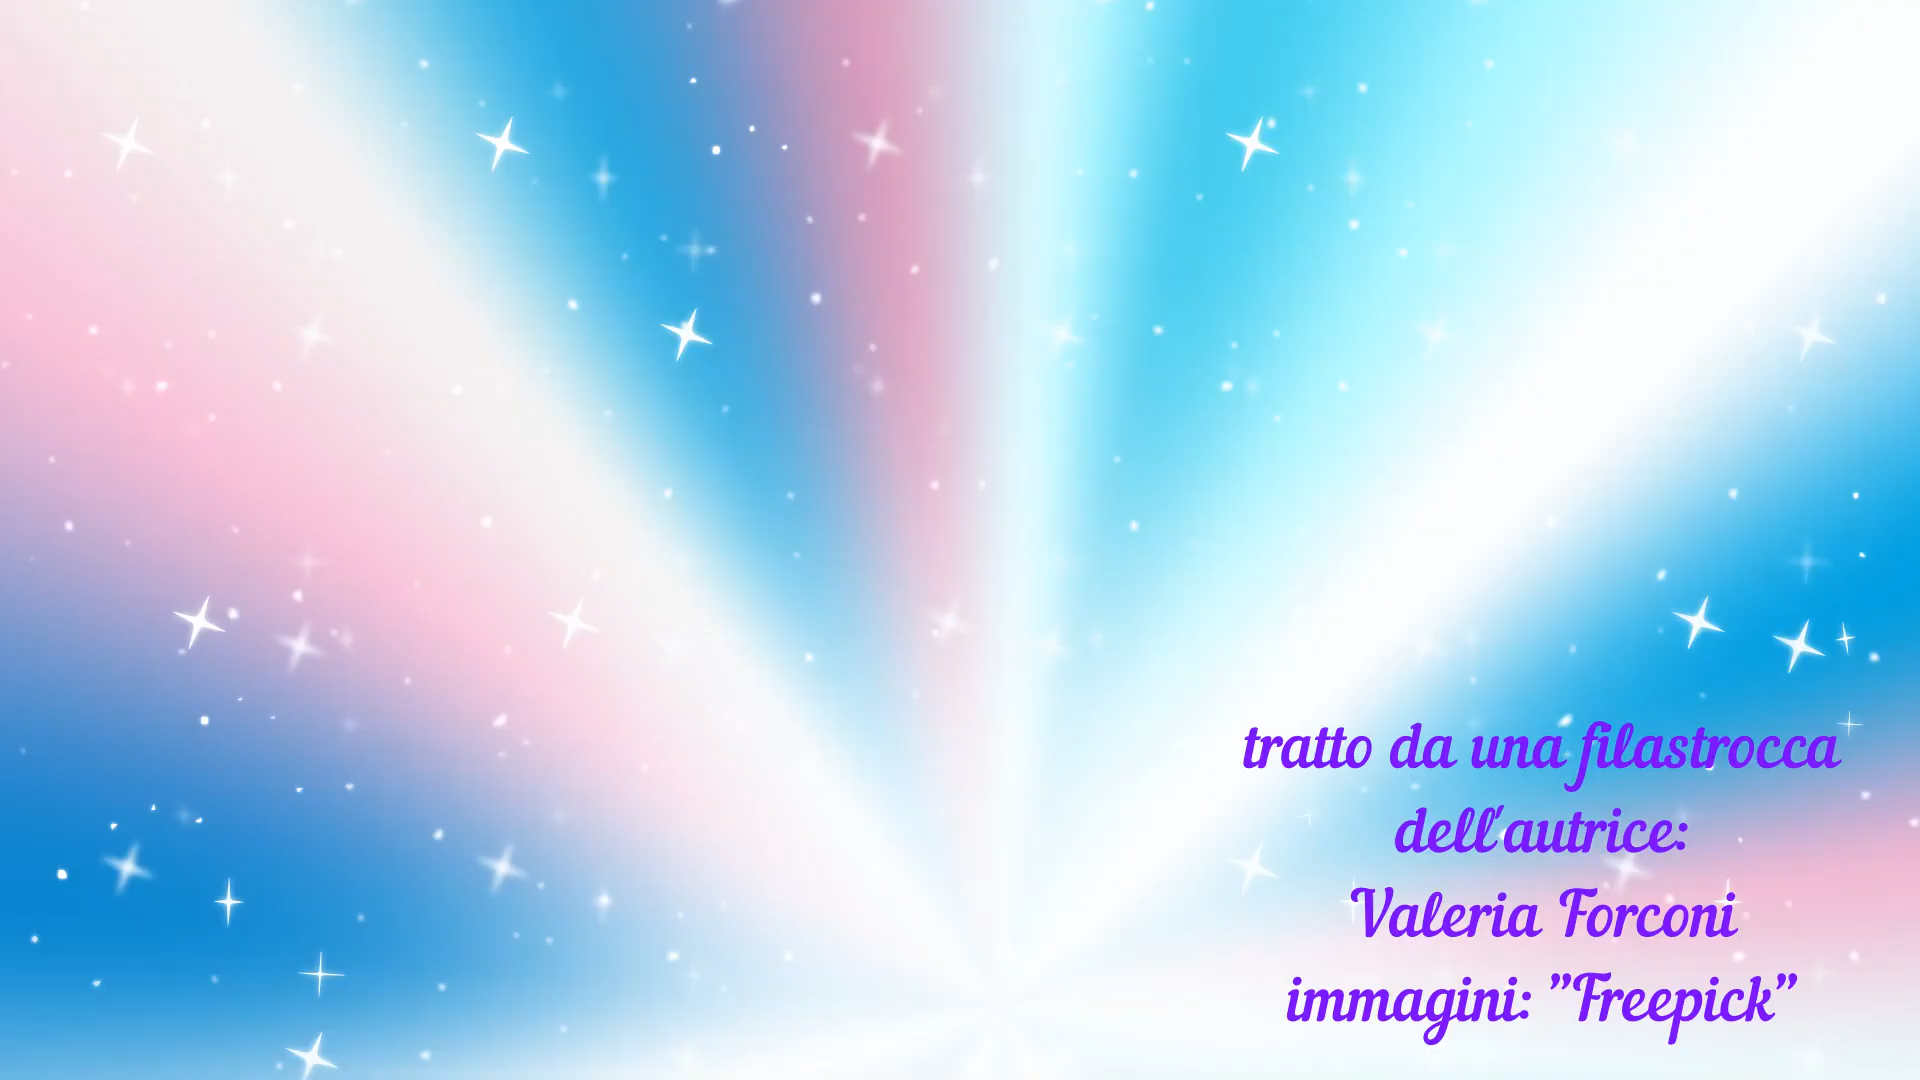 tratto da una filastrocca
dell'autrice:
Valeria Forconi
immagini: "Freepick"